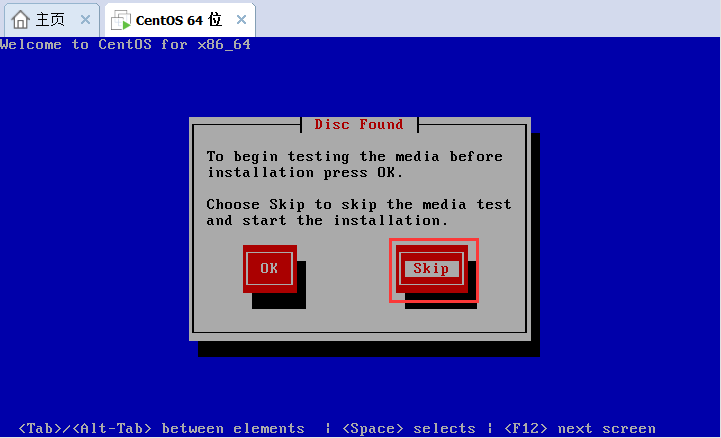 主页
CentOS 64 位
Welcome to CentOS for x86_64
Disc Found
To begin testing the media before
installation press OK.
Choose Skip to skip the media test
and start the installation.
OK Skip
<Tab>/<Alt-Tab> between elements | <Space> selects | <F12> next screen